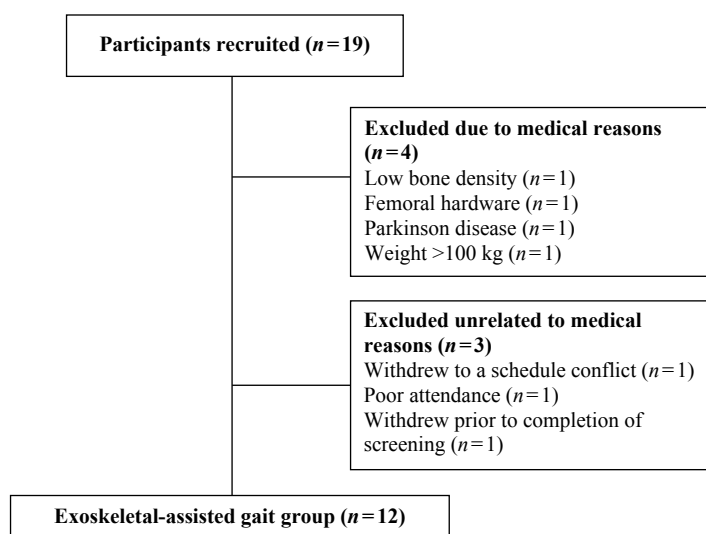 Participants recruited (n=19)
Excluded due to medical reasons
(n=4)
Low bone density (n=1)
Femoral hardware (n=1)
Parkinson disease (n=1)
Weight >100 kg (n=1)
Excluded unrelated to medical
reasons (n=3)
Withdrew to a schedule conflict (n=1)
Poor attendance (n=1)
Withdrew prior to completion of
screening (n=1)
Exoskeletal-assisted gait group (n=12)